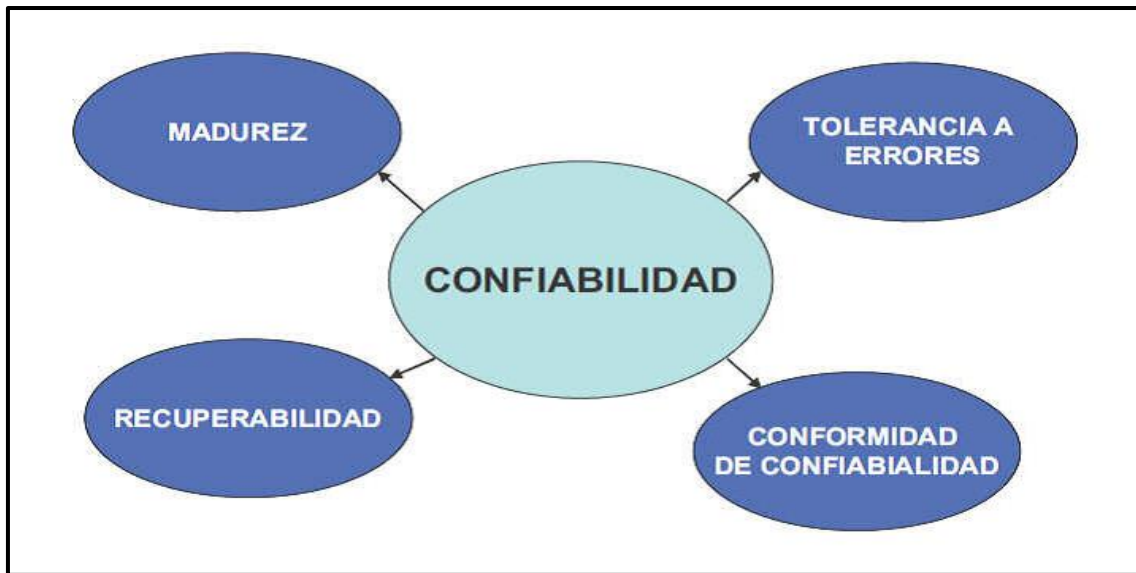 MADUREZ
TOLERANCIA A
ERRORES
CONFIABILIDAD
RECUPERABILIDAD
CONFORMIDAD
DE CONFIABIALIDAD